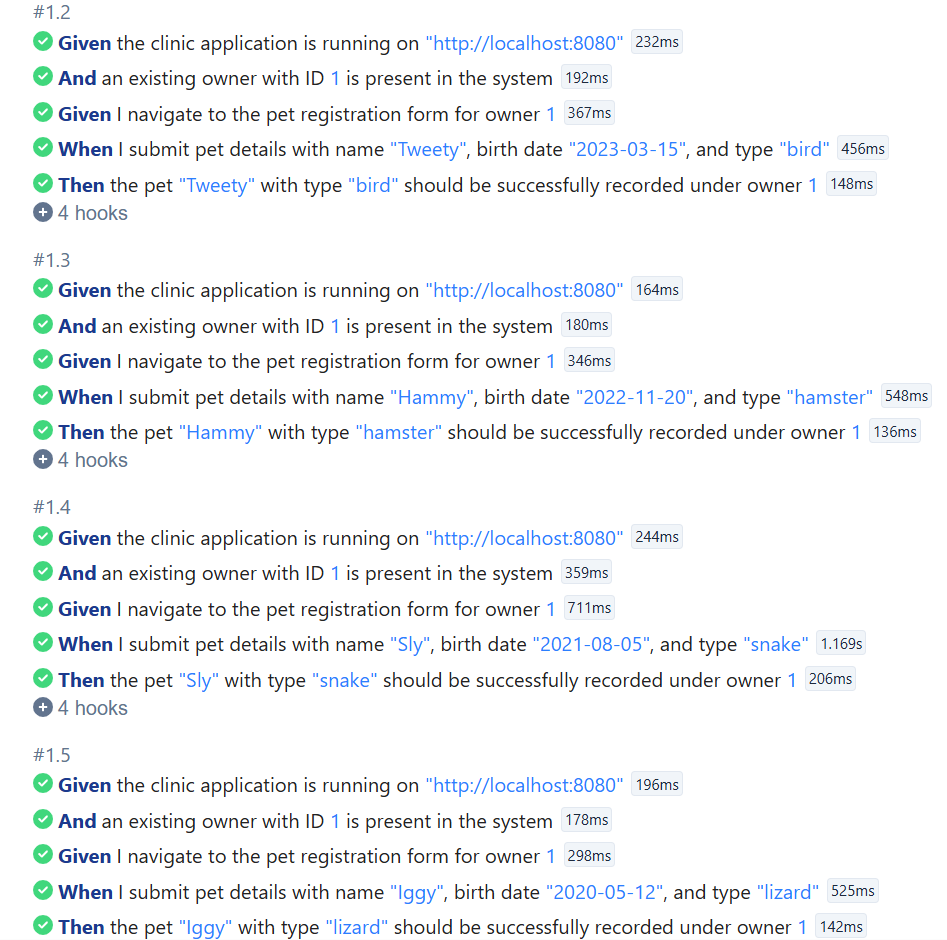 #1.2
Given the clinic application is running on "http://localhost:8080" 232ms
And an existing owner with ID 1 is present in the system 192ms
Given I navigate to the pet registration form for owner 1 367ms
When I submit pet details with name "Tweety", birth date "2023-03-15", and type "bird" 456ms
Then the pet "Tweety" with type "bird" should be successfully recorded under owner 1 148ms
4 hooks
#1.3
Given the clinic application is running on "http://localhost:8080" 164ms
And an existing owner with ID 1 is present in the system 180ms
Given I navigate to the pet registration form for owner 1 346ms
When I submit pet details with name "Hammy", birth date "2022-11-20", and type "hamster" 548ms
Then the pet "Hammy" with type "hamster" should be successfully recorded under owner 1 136ms
4 hooks
#1.4
Given the clinic application is running on "http://localhost:8080" 244ms
And an existing owner with ID 1 is present in the system 359ms
Given I navigate to the pet registration form for owner 1 711ms
When I submit pet details with name "Sly", birth date "2021-08-05", and type "snake" 1.169s
Then the pet "Sly" with type "snake" should be successfully recorded under owner 1 206ms
4 hooks
#1.5
Given the clinic application is running on "http://localhost:8080" 196ms
And an existing owner with ID 1 is present in the system 178ms
Given I navigate to the pet registration form for owner 1 298ms
When I submit pet details with name "Iggy", birth date "2020-05-12", and type "lizard" 525ms
Then the pet "Iggy" with type "lizard" should be successfully recorded under owner 1 142ms